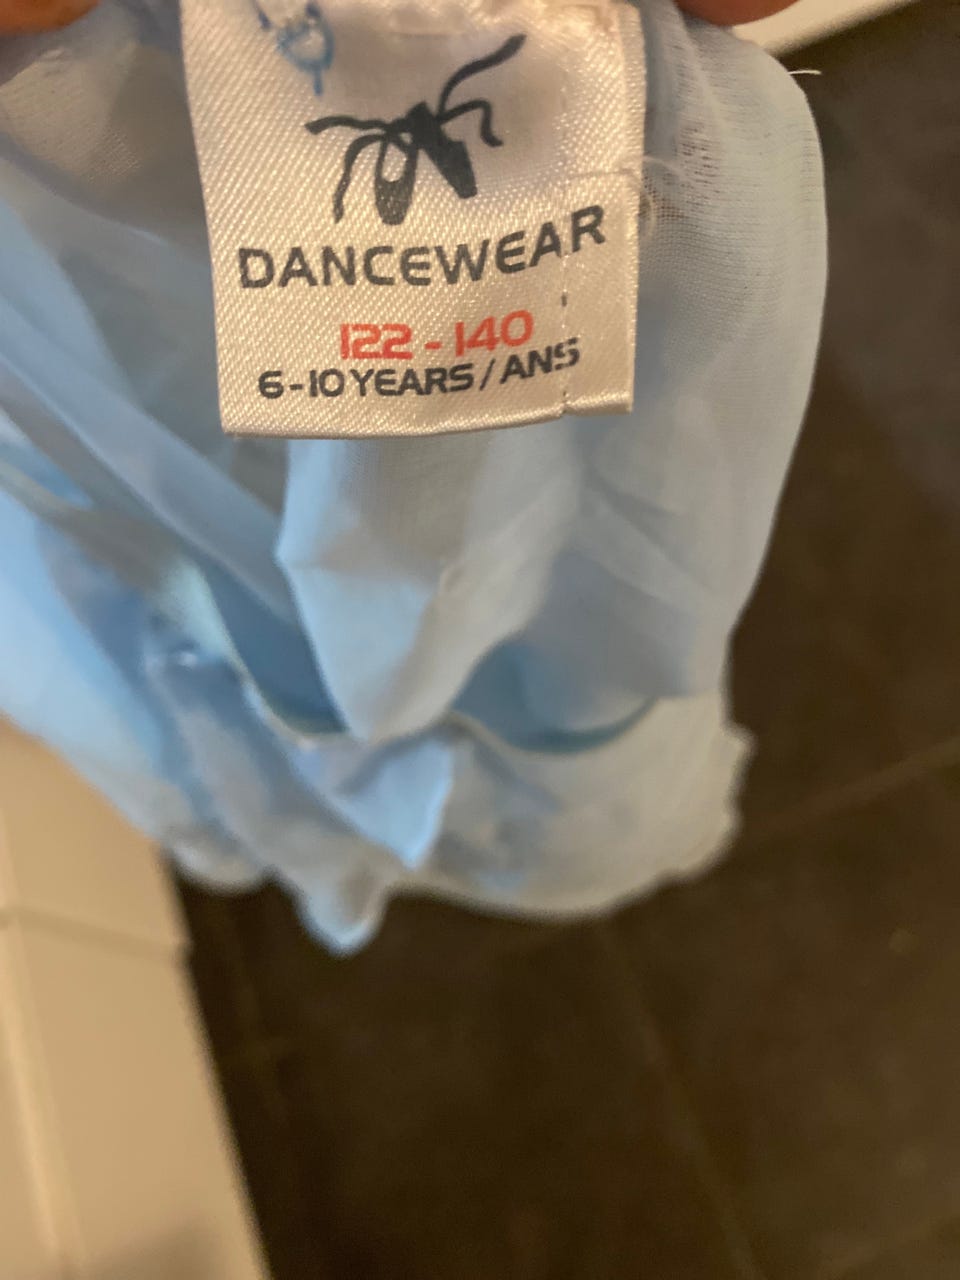 DANCEWEAR
122 - 140
6-10 YEARS / ANS